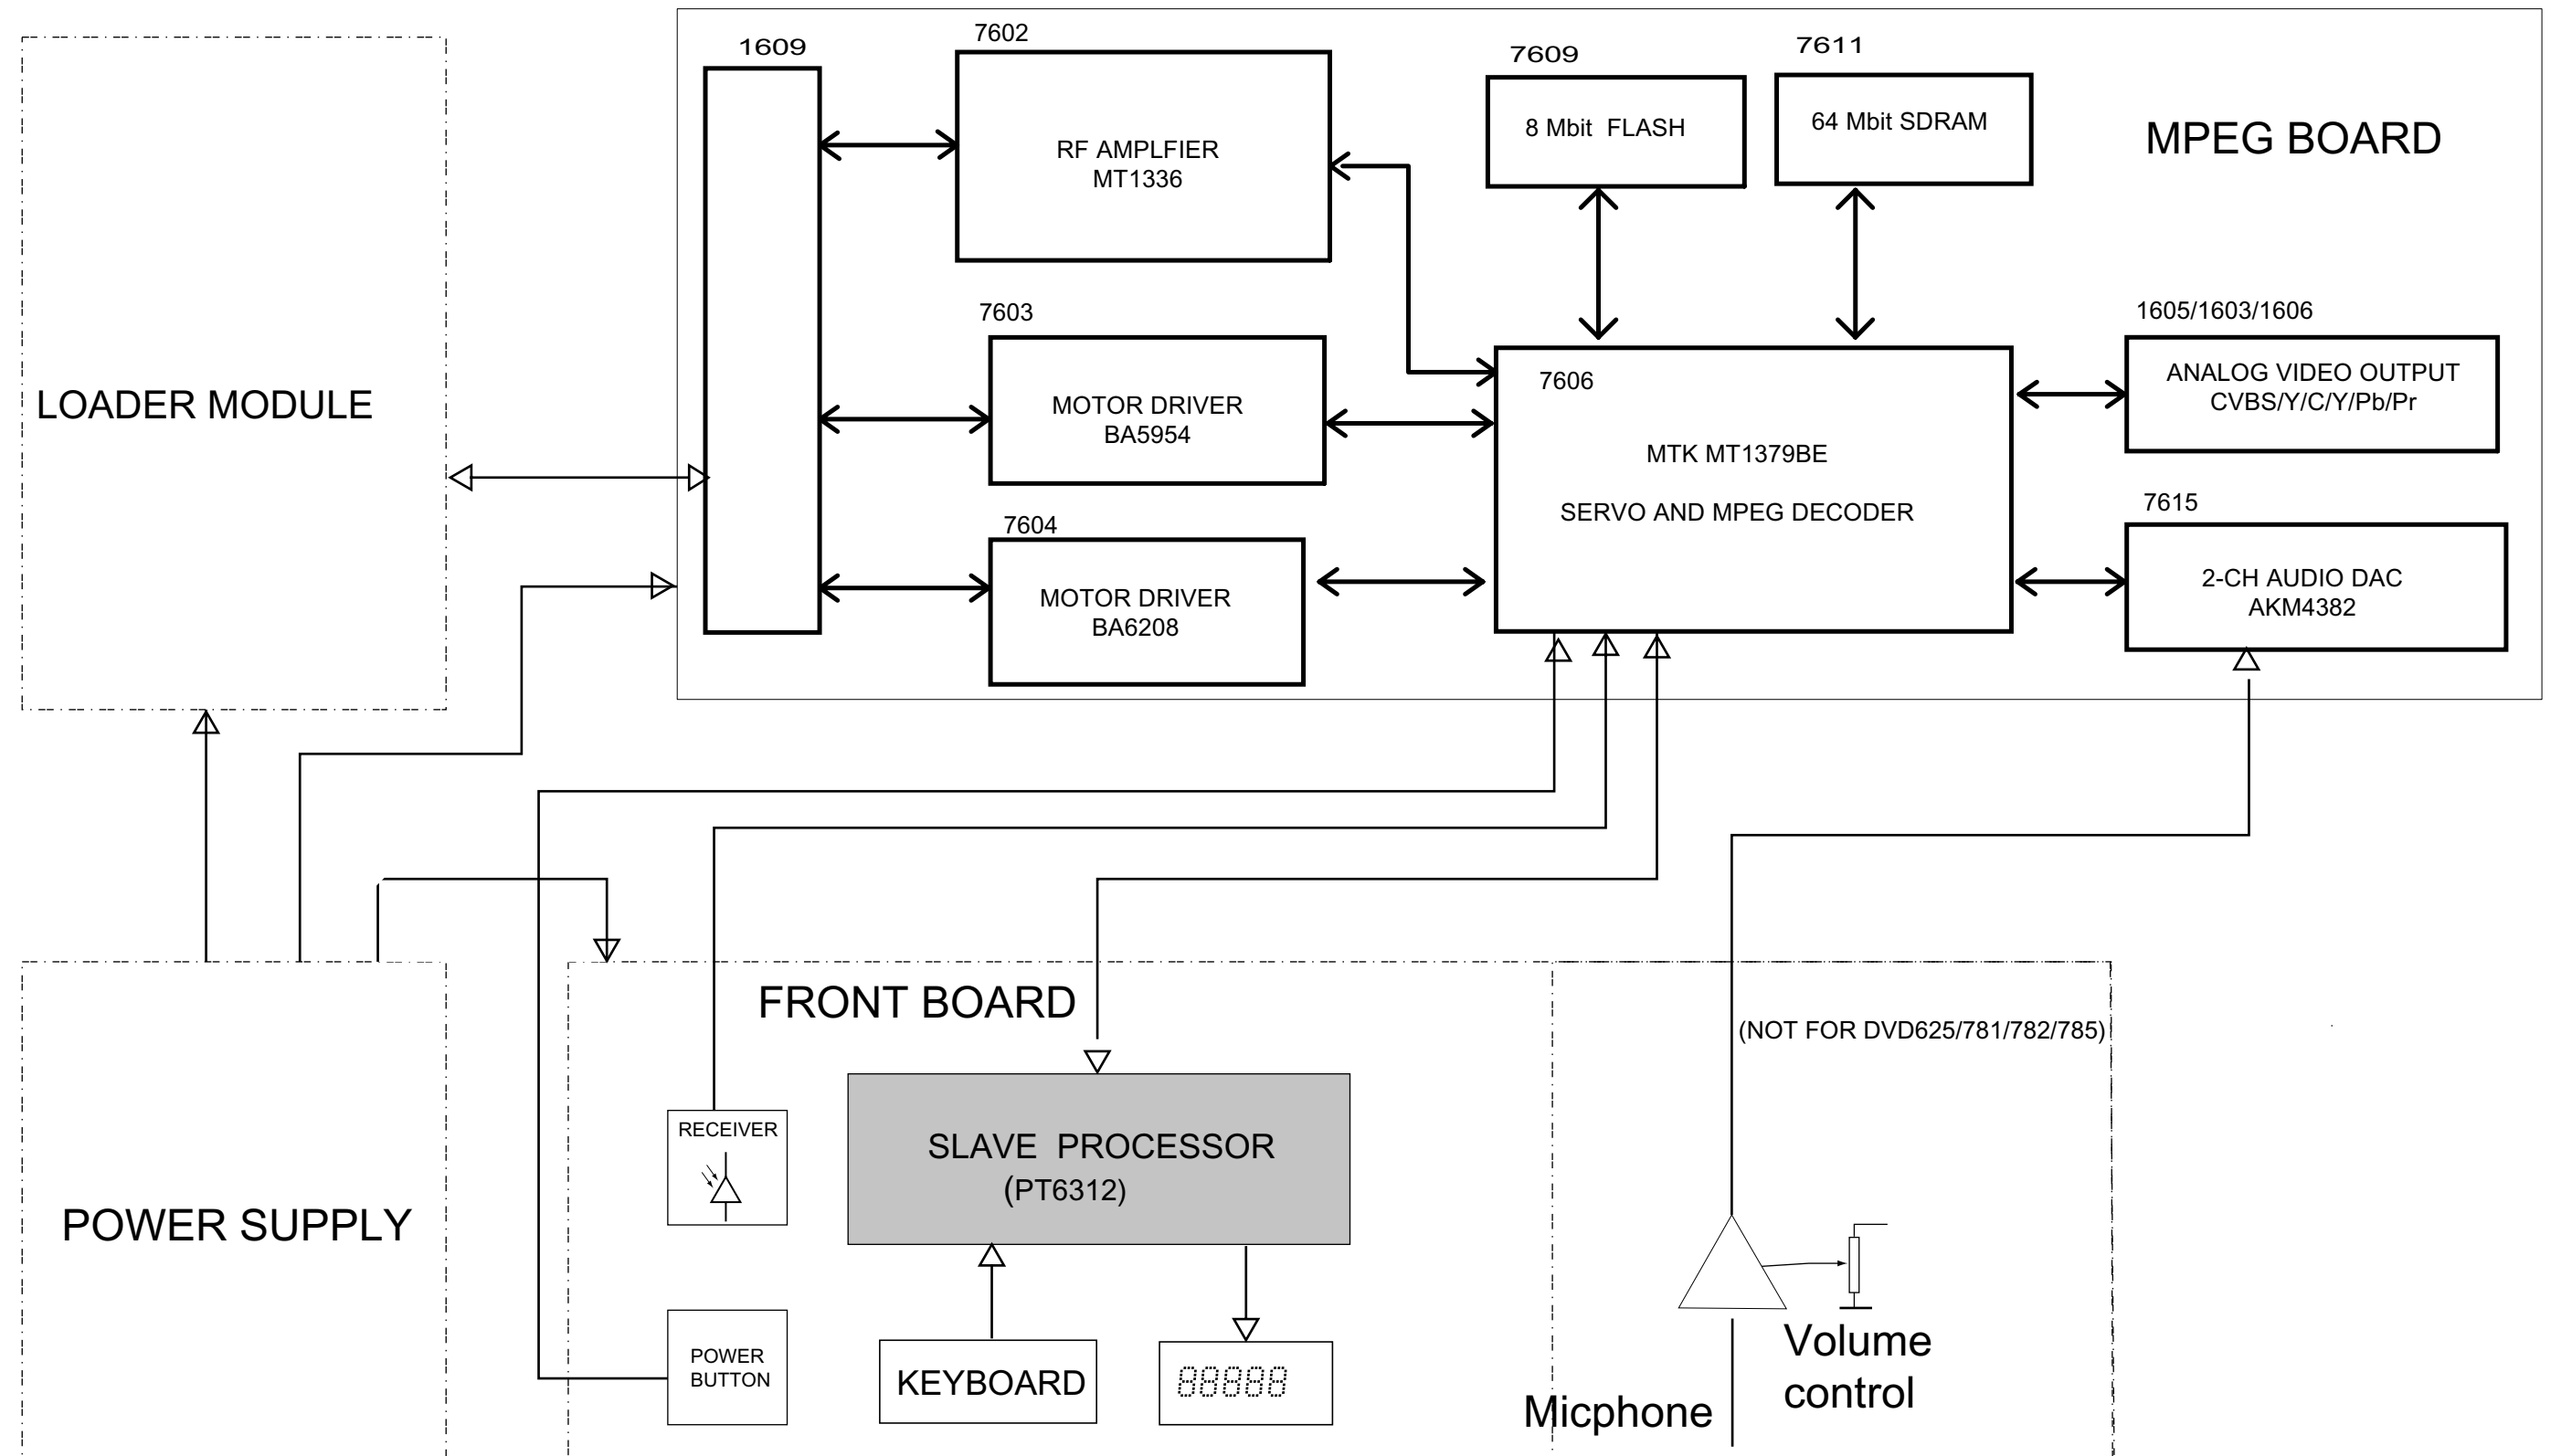 1609
7602
7609
7611
RF AMPLFIER
MT1336
8 Mbit FLASH
64 Mbit SDRAM
MPEG BOARD
LOADER MODULE
7603
MOTOR DRIVER
BA5954
7604
MOTOR DRIVER
BA6208
7606
MTK MT1379BE
SERVO AND MPEG DECODER
1605/1603/1606
ANALOG VIDEO OUTPUT
CVBS/Y/C/Y/Pb/Pr
7615
2-CH AUDIO DAC
AKM4382
POWER SUPPLY
FRONT BOARD
RECEIVER
SLAVE PROCESSOR
(PT6312)
POWER
BUTTON
KEYBOARD
88888
(NOT FOR DVD625/781/782/785)
Volume
control
Micphone